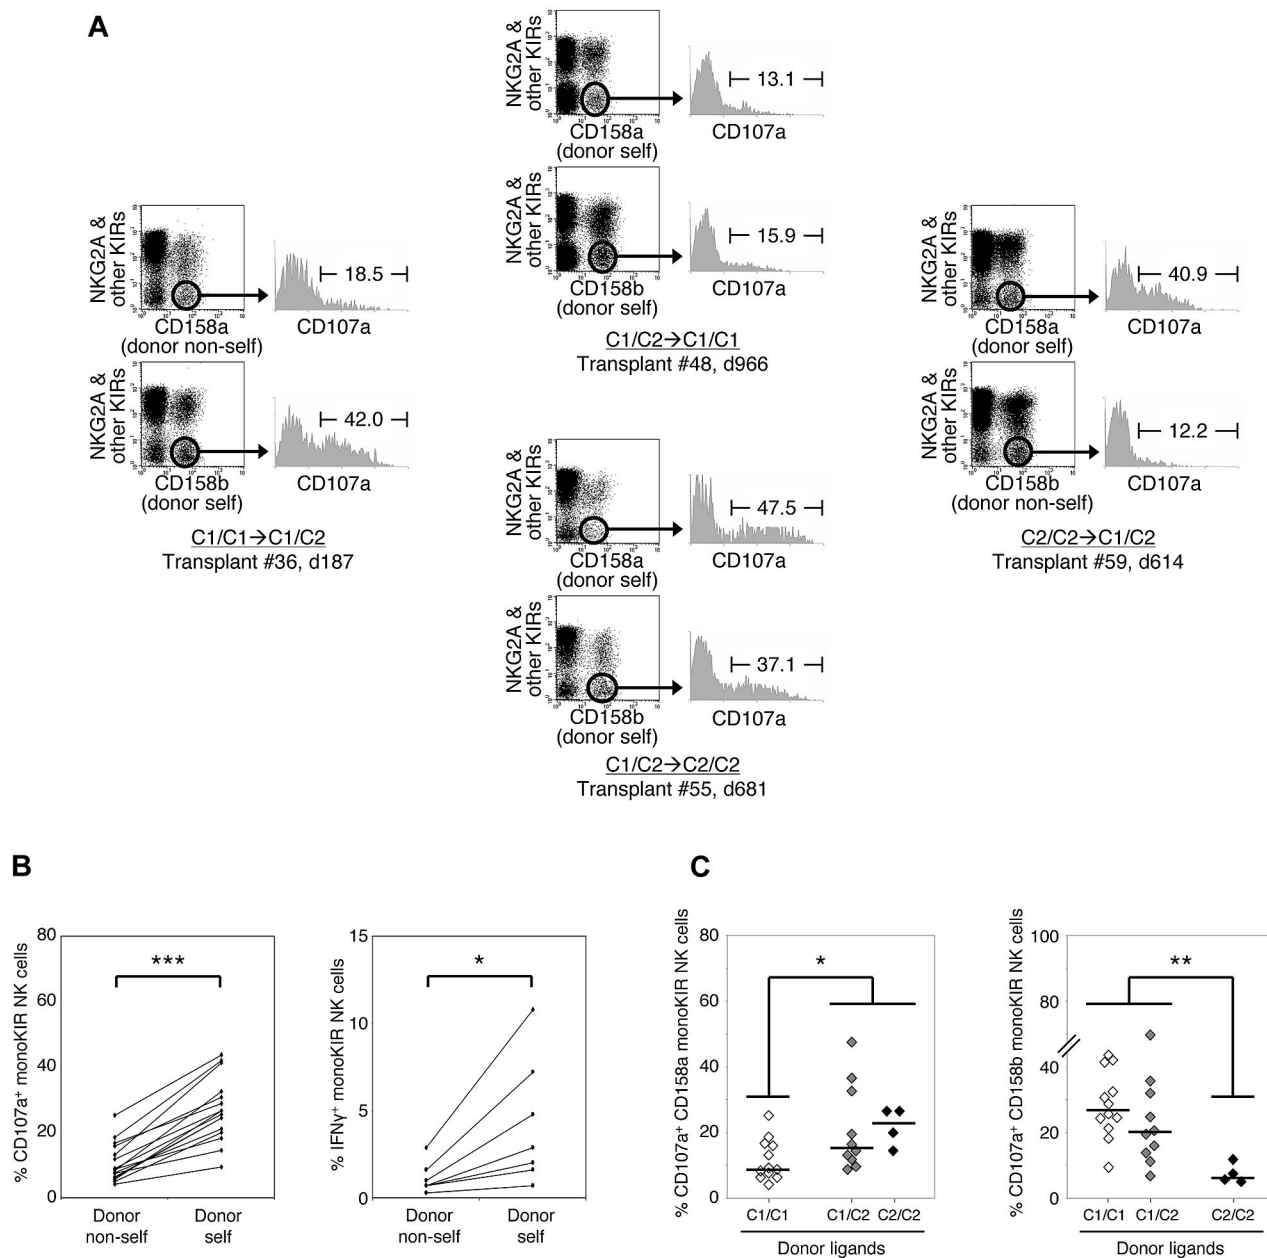 A
NKG2A &
other KIRs
CD158a
(donor self)
13.1
CD107a
NKG2A &
other KIRs
CD158b
(donor self)
15.9
CD107a
C1/C2→C1/C1
Transplant #48, d966
NKG2A &
other KIRs
CD158a
(donor non-self)
18.5
CD107a
NKG2A &
other KIRs
CD158b
(donor self)
42.0
CD107a
C1/C1→C1/C2
Transplant #36, d187
NKG2A &
other KIRs
CD158a
(donor self)
47.5
CD107a
NKG2A &
other KIRs
CD158b
(donor self)
37.1
CD107a
C1/C2→C2/C2
Transplant #55, d681
NKG2A &
other KIRs
CD158a
(donor self)
40.9
CD107a
NKG2A &
other KIRs
CD158b
(donor non-self)
12.2
CD107a
C2/C2→C1/C2
Transplant #59, d614
B
% CD107a⁺ monoKIR NK cells
80
60
40
20
0
***
Donor
non-self
Donor
self
% IFNγ⁺ monoKIR NK cells
15
10
5
0
*
Donor
non-self
Donor
self
C
% CD107a⁺ CD158a monoKIR NK cells
80
60
40
20
0
*
C1/C1 C1/C2 C2/C2
Donor ligands
% CD107a⁺ CD158b monoKIR NK cells
100
80
40
20
0
**
C1/C1 C1/C2 C2/C2
Donor ligands